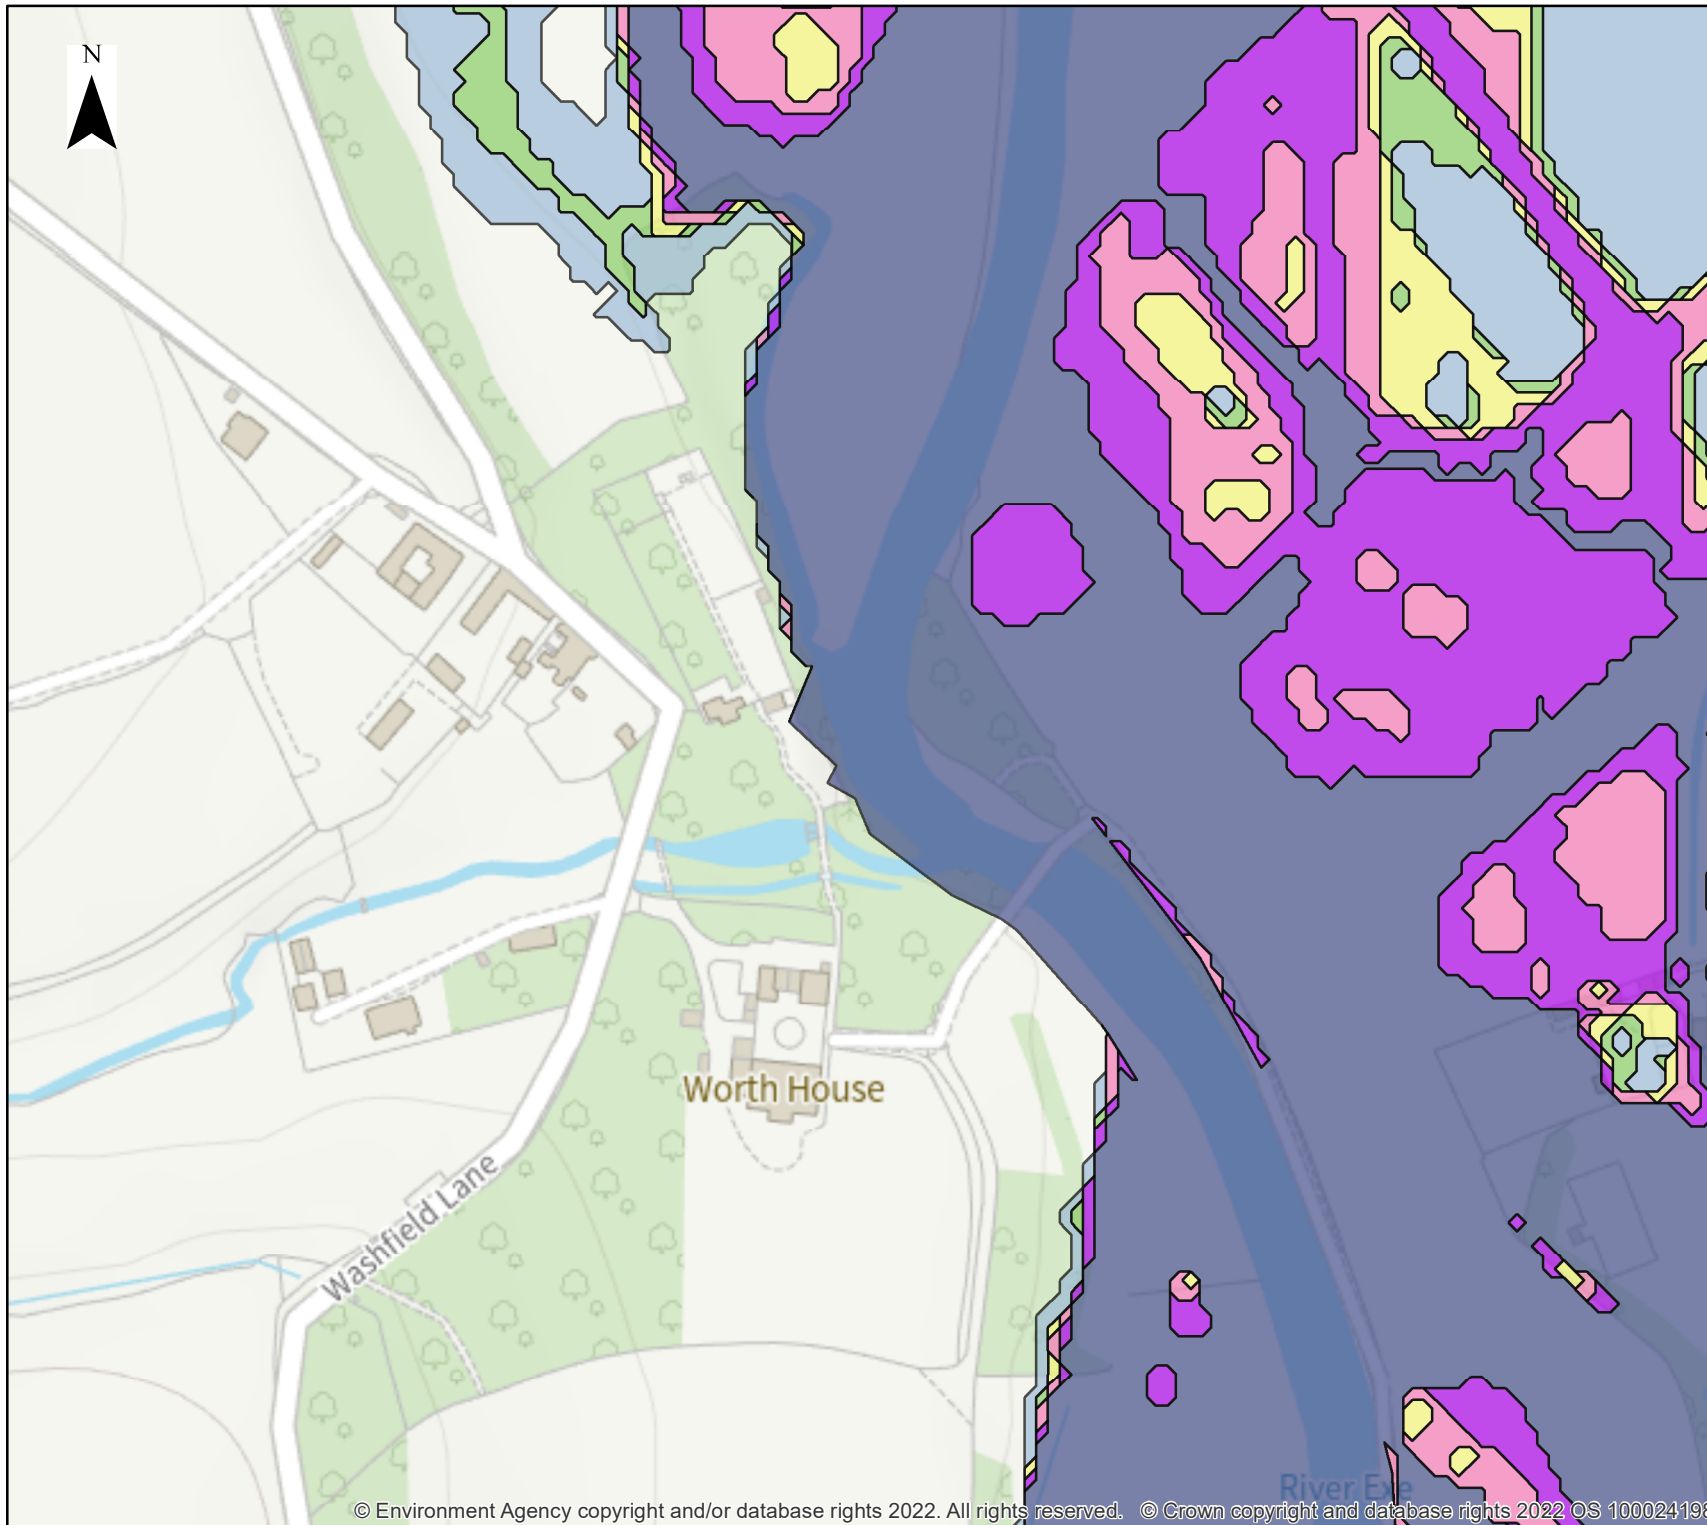 N
Worth House
Washfield Lane
River Exe
© Environment Agency copyright and/or database rights 2022. All rights reserved. © Crown copyright and database rights 2022 OS 100024198